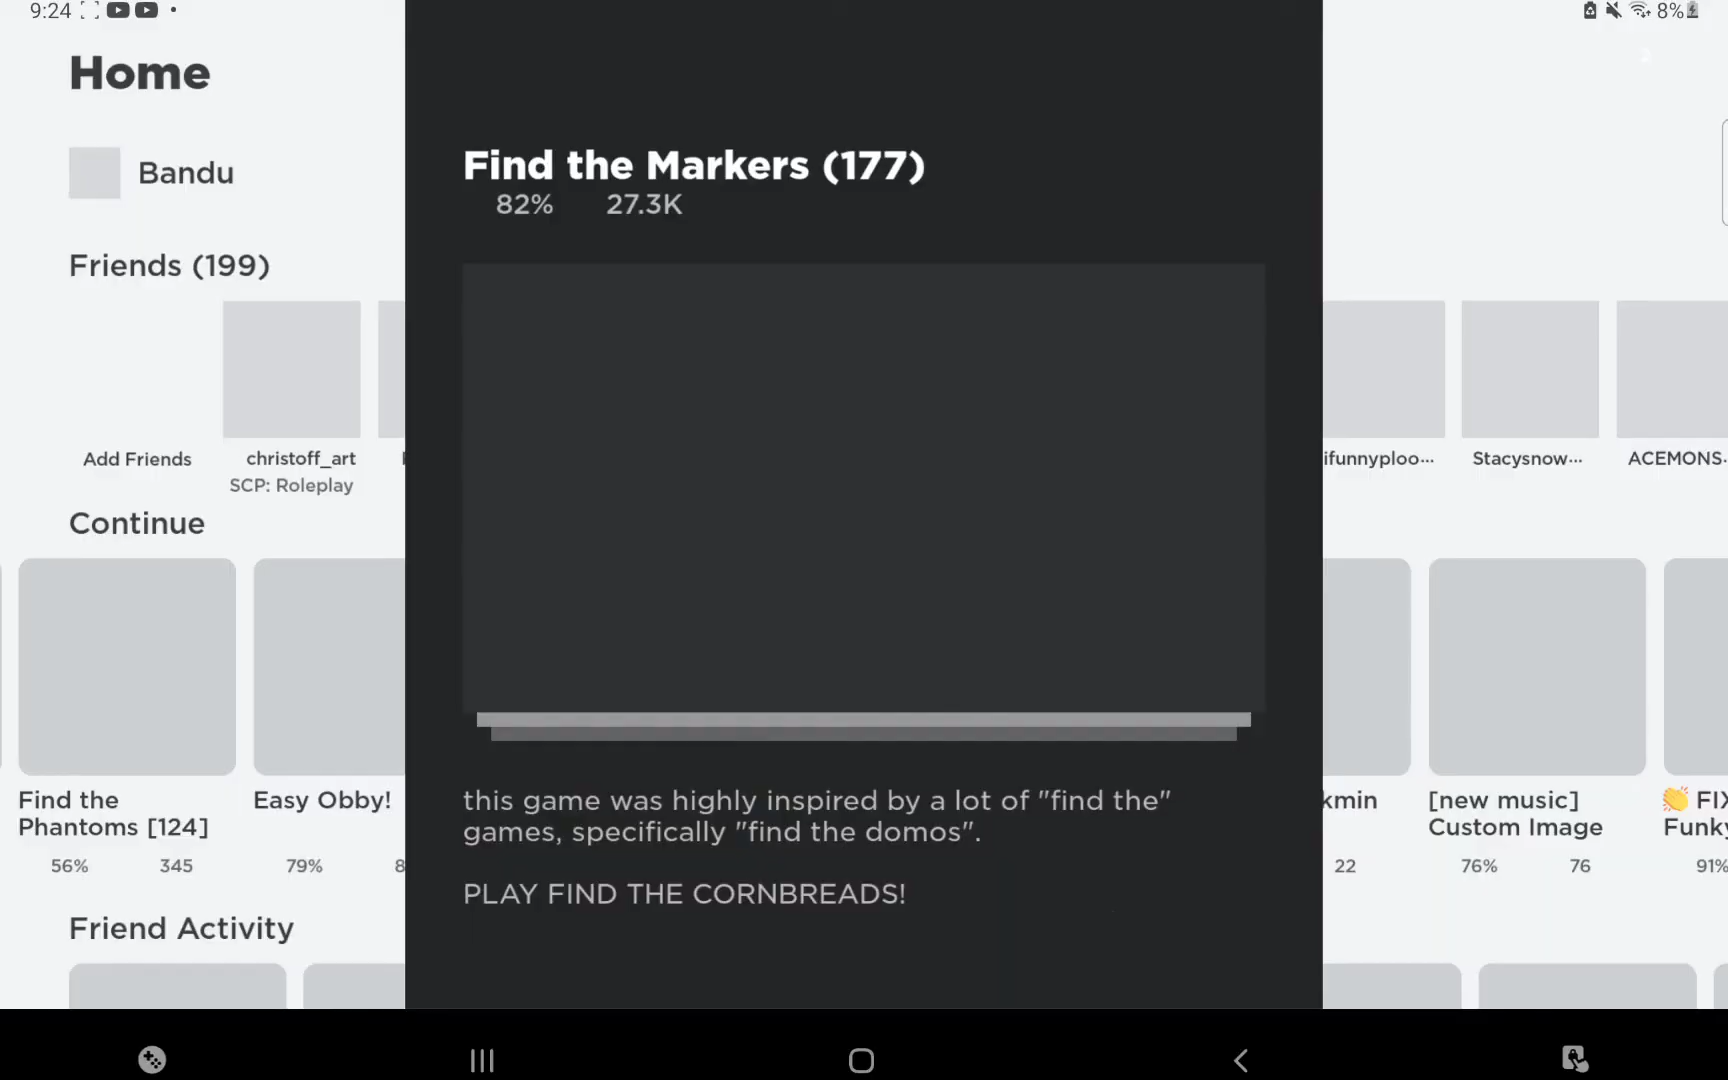 9:24
8%
Home
Find the Markers (177)
82% 27.3K
Bandu
Friends (199)
Add Friends
christoff_art
SCP: Roleplay
ifunnyploo...
Stacysnow...
ACEMONS
Continue
Find the
Phantoms [124]
56% 345
Easy Obby!
79% 8
this game was highly inspired by a lot of "find the"
games, specifically "find the domos".
PLAY FIND THE CORNBREADS!
kmin
22
[new music]
Custom Image
76% 76
👏 FIX
Funky
91%
Friend Activity